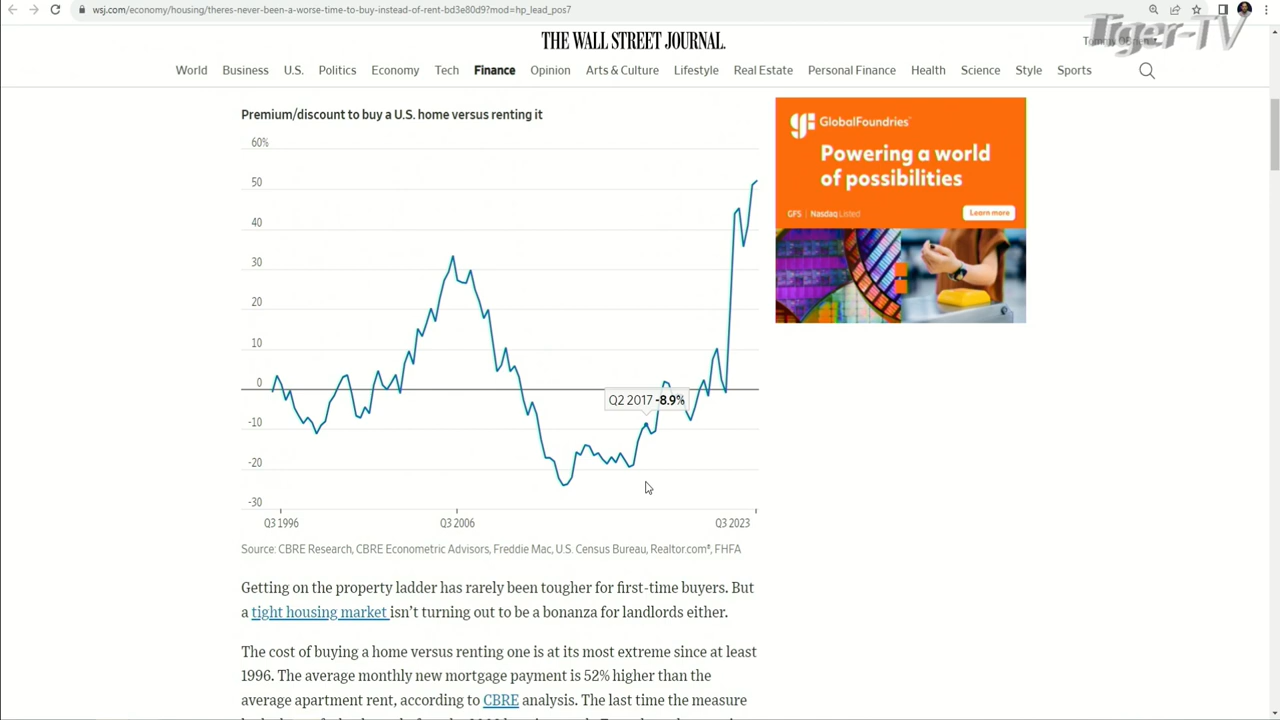 wsj.com/economy/housing/theres-never-been-a-worse-time-to-buy-instead-of-rent-bd3e80d9?mod=hp_lead_pos7
Tiger-TV
THE WALL STREET JOURNAL.
Tommy O'Brien
World Business U.S. Politics Economy Tech Finance Opinion Arts & Culture Lifestyle Real Estate Personal Finance Health Science Style Sports
Premium/discount to buy a U.S. home versus renting it
60%
50
40
30
20
10
0
-10
-20
-30
Q2 2017 -8.9%
Q3 1996 Q3 2006 Q3 2023
Source: CBRE Research, CBRE Econometric Advisors, Freddie Mac, U.S. Census Bureau, Realtor.com®, FHFA
GlobalFoundries™
Powering a world
of possibilities
GFS | Nasdaq Listed
Learn more
Getting on the property ladder has rarely been tougher for first-time buyers. But
a tight housing market isn't turning out to be a bonanza for landlords either.
The cost of buying a home versus renting one is at its most extreme since at least
1996. The average monthly new mortgage payment is 52% higher than the
average apartment rent, according to CBRE analysis. The last time the measure